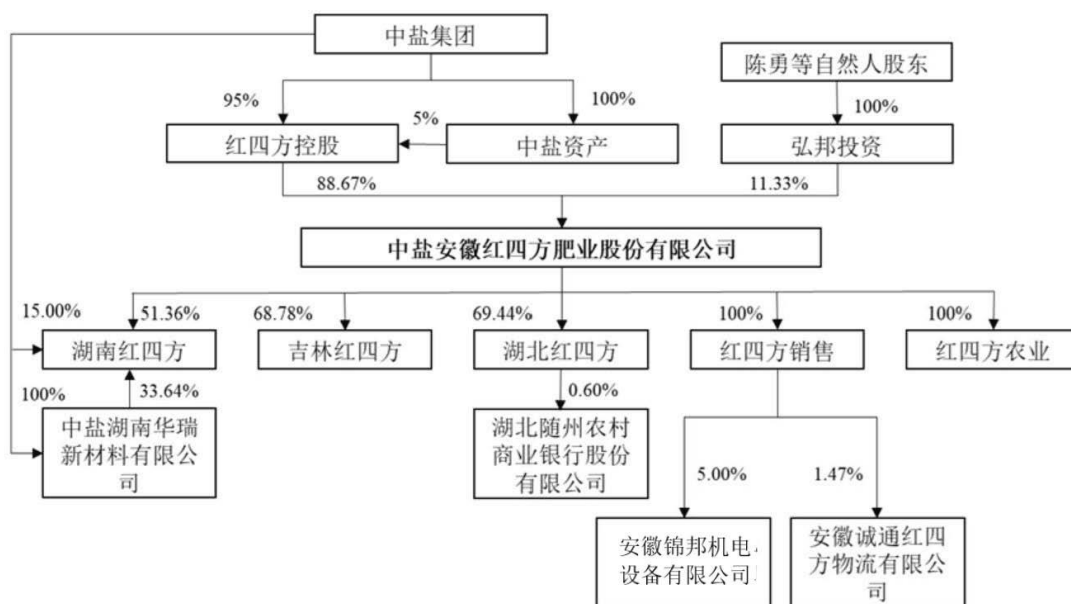 中盐集团
陈勇等自然人股东
95%
100%
100%
5%
红四方控股
中盐资产
弘邦投资
88.67%
11.33%
中盐安徽红四方肥业股份有限公司
15.00%
51.36%
68.78%
69.44%
100%
100%
湖南红四方
吉林红四方
湖北红四方
红四方销售
红四方农业
100%
33.64%
0.60%
中盐湖南华瑞
新材料有限公
司
湖北随州农村
商业银行股份
有限公司
5.00%
1.47%
安徽锦邦机电
设备有限公司
安徽诚通红四
方物流有限公
司